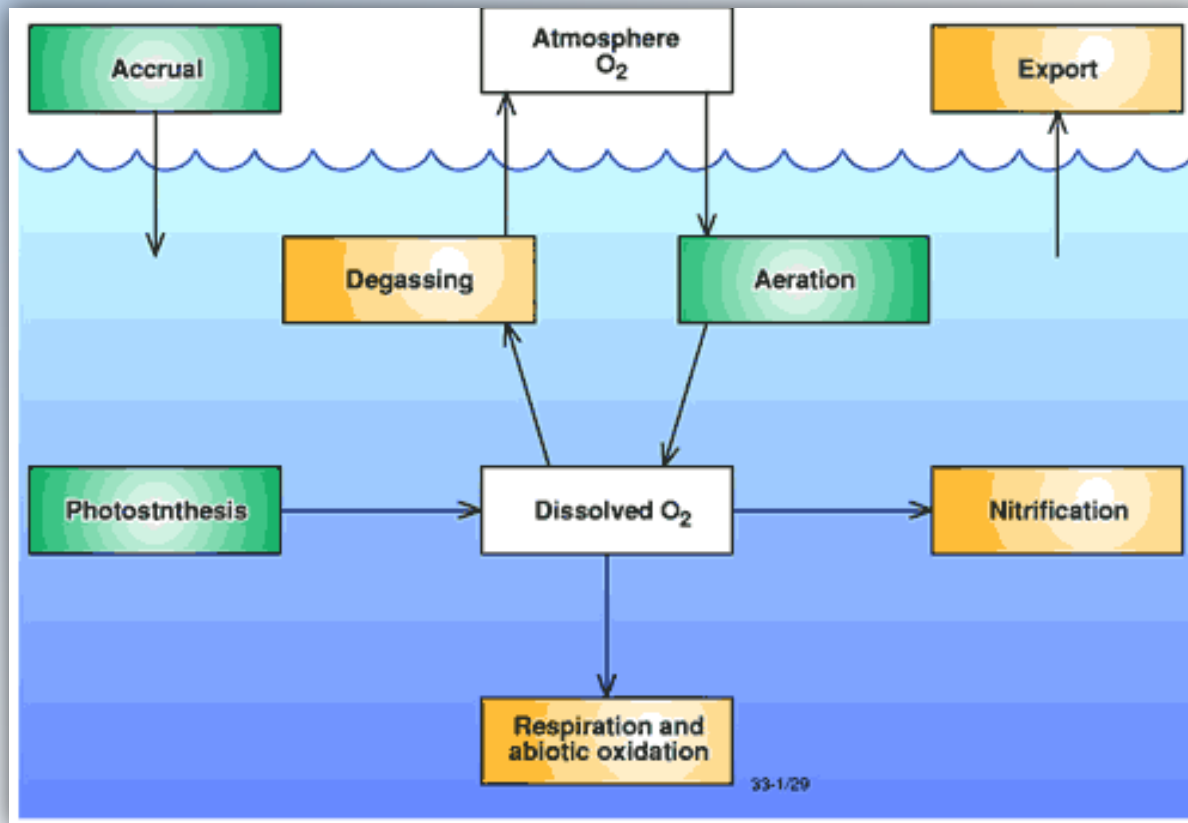 Accrual
Atmosphere
O₂
Export
Degassing
Aeration
Photostnthesis
Dissolved O₂
Nitrification
Respiration and
abiotic oxidation
33-1/29